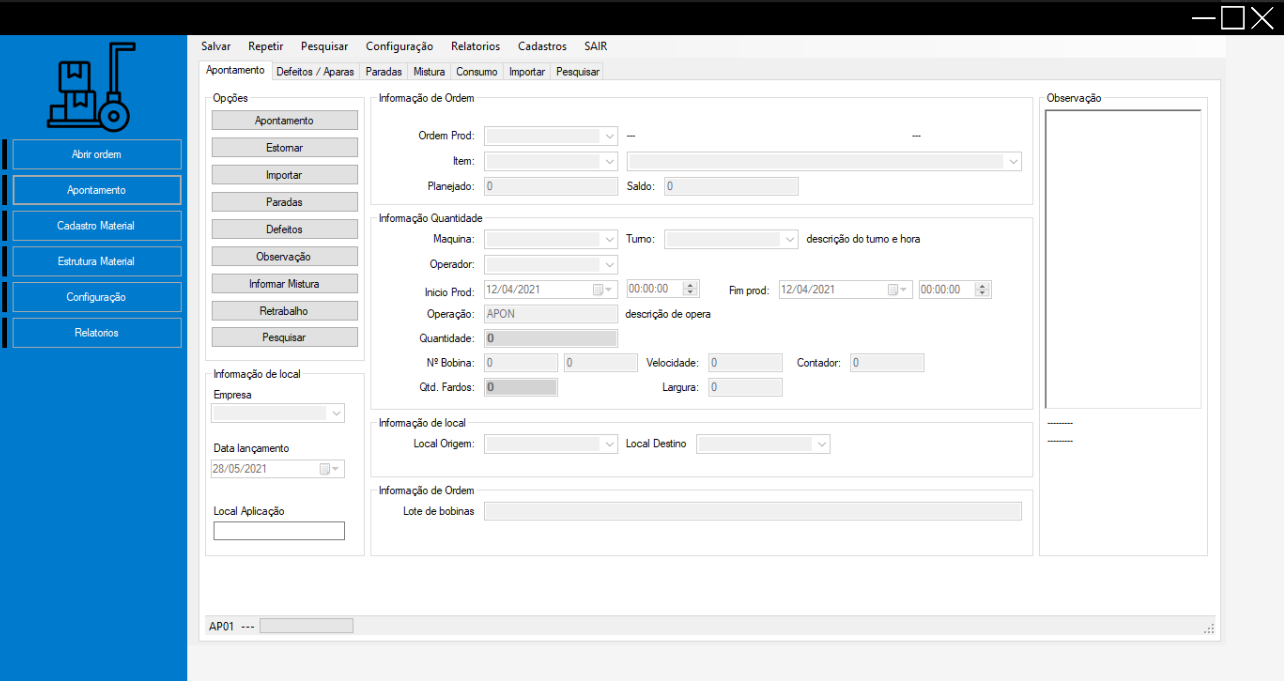 Salvar Repetir Pesquisar Configuração Relatorios Cadastros SAIR
Apontamento Defeitos / Aparas Paradas Mistura Consumo Importar Pesquisar
Abrir ordem
Apontamento
Cadastro Material
Estrutura Material
Configuração
Relatorios
Opções
Apontamento
Estornar
Importar
Paradas
Defeitos
Observação
Informar Mistura
Retrabalho
Pesquisar
Informação de local
Empresa
Data lançamento
28/05/2021
Local Aplicação
Informação de Ordem
Ordem Prod: --- ---
Item:
Planejado: 0 Saldo: 0
Informação Quantidade
Maquina: Turno: descrição do turno e hora
Operador:
Inicio Prod: 12/04/2021 00:00:00 Fim prod: 12/04/2021 00:00:00
Operação: APON descrição de opera
Quantidade: 0
Nº Bobina: 0 0 Velocidade: 0 Contador: 0
Qtd. Fardos: 0 Largura: 0
Informação de local
Local Origem: Local Destino
Informação de Ordem
Lote de bobinas
Observação
---------
---------
AP01 ---